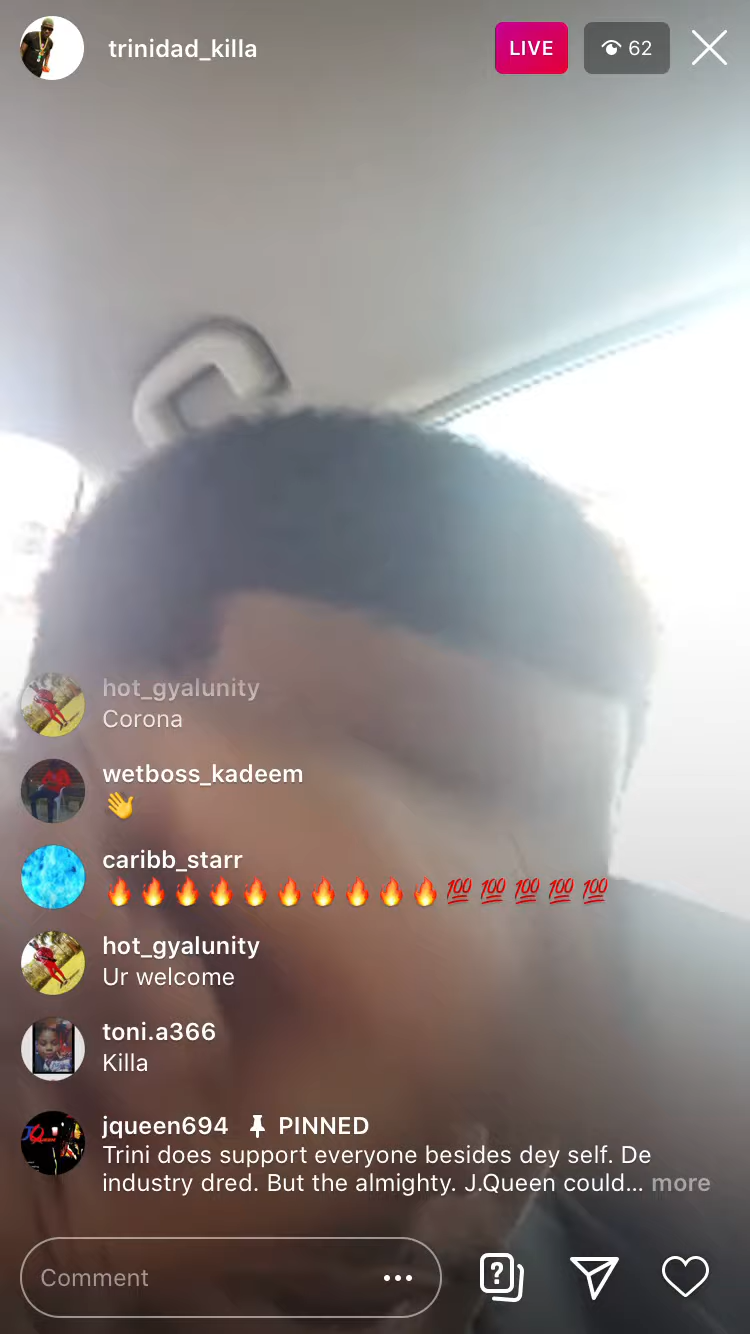 trinidad_killa
LIVE
62
hot_gyalunity
Corona
wetboss_kadeem
👋
caribb_starr
🔥🔥🔥🔥🔥🔥🔥🔥🔥🔥💯💯💯💯💯
hot_gyalunity
Ur welcome
toni.a366
Killa
jqueen694 📌 PINNED
Trini does support everyone besides dey self. De
industry dred. But the almighty. J.Queen could... more
Comment